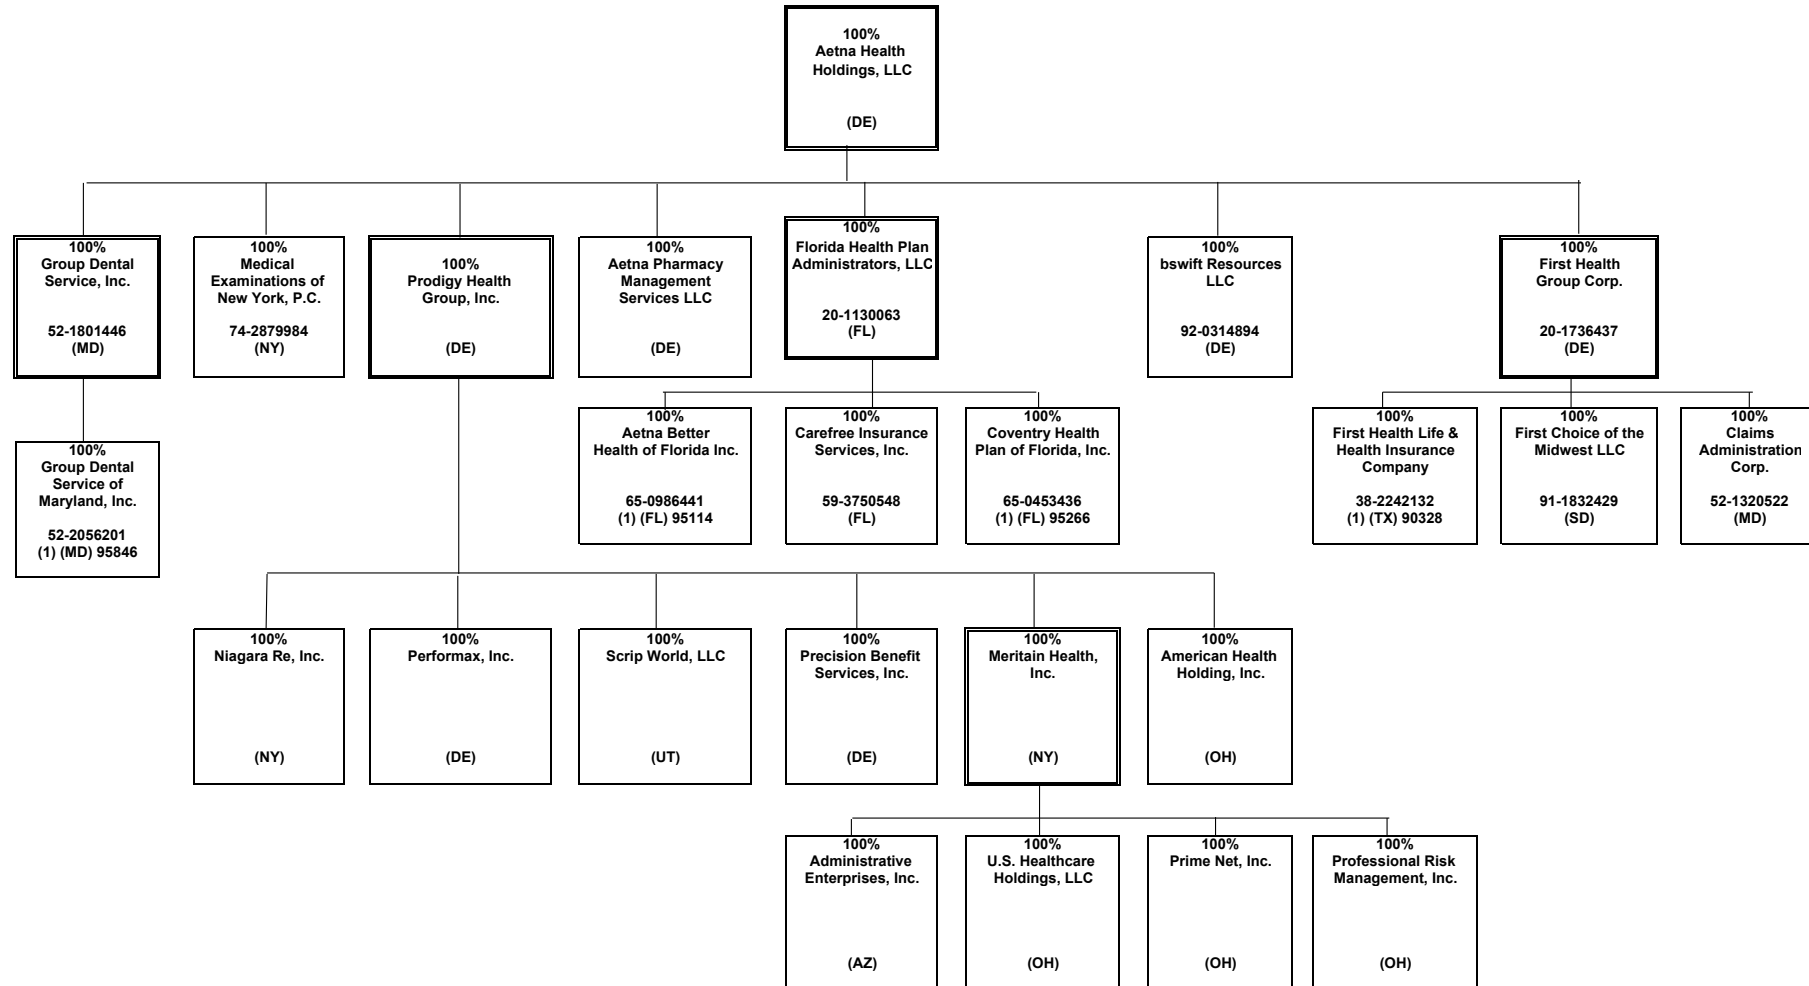 100%
Aetna Health
Holdings, LLC
(DE)
100%
Group Dental
Service, Inc.
52-1801446
(MD)
100%
Medical
Examinations of
New York, P.C.
74-2879984
(NY)
100%
Prodigy Health
Group, Inc.
(DE)
100%
Aetna Pharmacy
Management
Services LLC
(DE)
100%
Florida Health Plan
Administrators, LLC
20-1130063
(FL)
100%
bswift Resources
LLC
92-0314894
(DE)
100%
First Health
Group Corp.
20-1736437
(DE)
100%
Group Dental
Service of
Maryland, Inc.
52-2056201
(1) (MD) 95846
100%
Aetna Better
Health of Florida Inc.
65-0986441
(1) (FL) 95114
100%
Carefree Insurance
Services, Inc.
59-3750548
(FL)
100%
Coventry Health
Plan of Florida, Inc.
65-0453436
(1) (FL) 95266
100%
First Health Life &
Health Insurance
Company
38-2242132
(1) (TX) 90328
100%
First Choice of the
Midwest LLC
91-1832429
(SD)
100%
Claims
Administration
Corp.
52-1320522
(MD)
100%
Niagara Re, Inc.
(NY)
100%
Performax, Inc.
(DE)
100%
Scrip World, LLC
(UT)
100%
Precision Benefit
Services, Inc.
(DE)
100%
Meritain Health,
Inc.
(NY)
100%
American Health
Holding, Inc.
(OH)
100%
Administrative
Enterprises, Inc.
(AZ)
100%
U.S. Healthcare
Holdings, LLC
(OH)
100%
Prime Net, Inc.
(OH)
100%
Professional Risk
Management, Inc.
(OH)